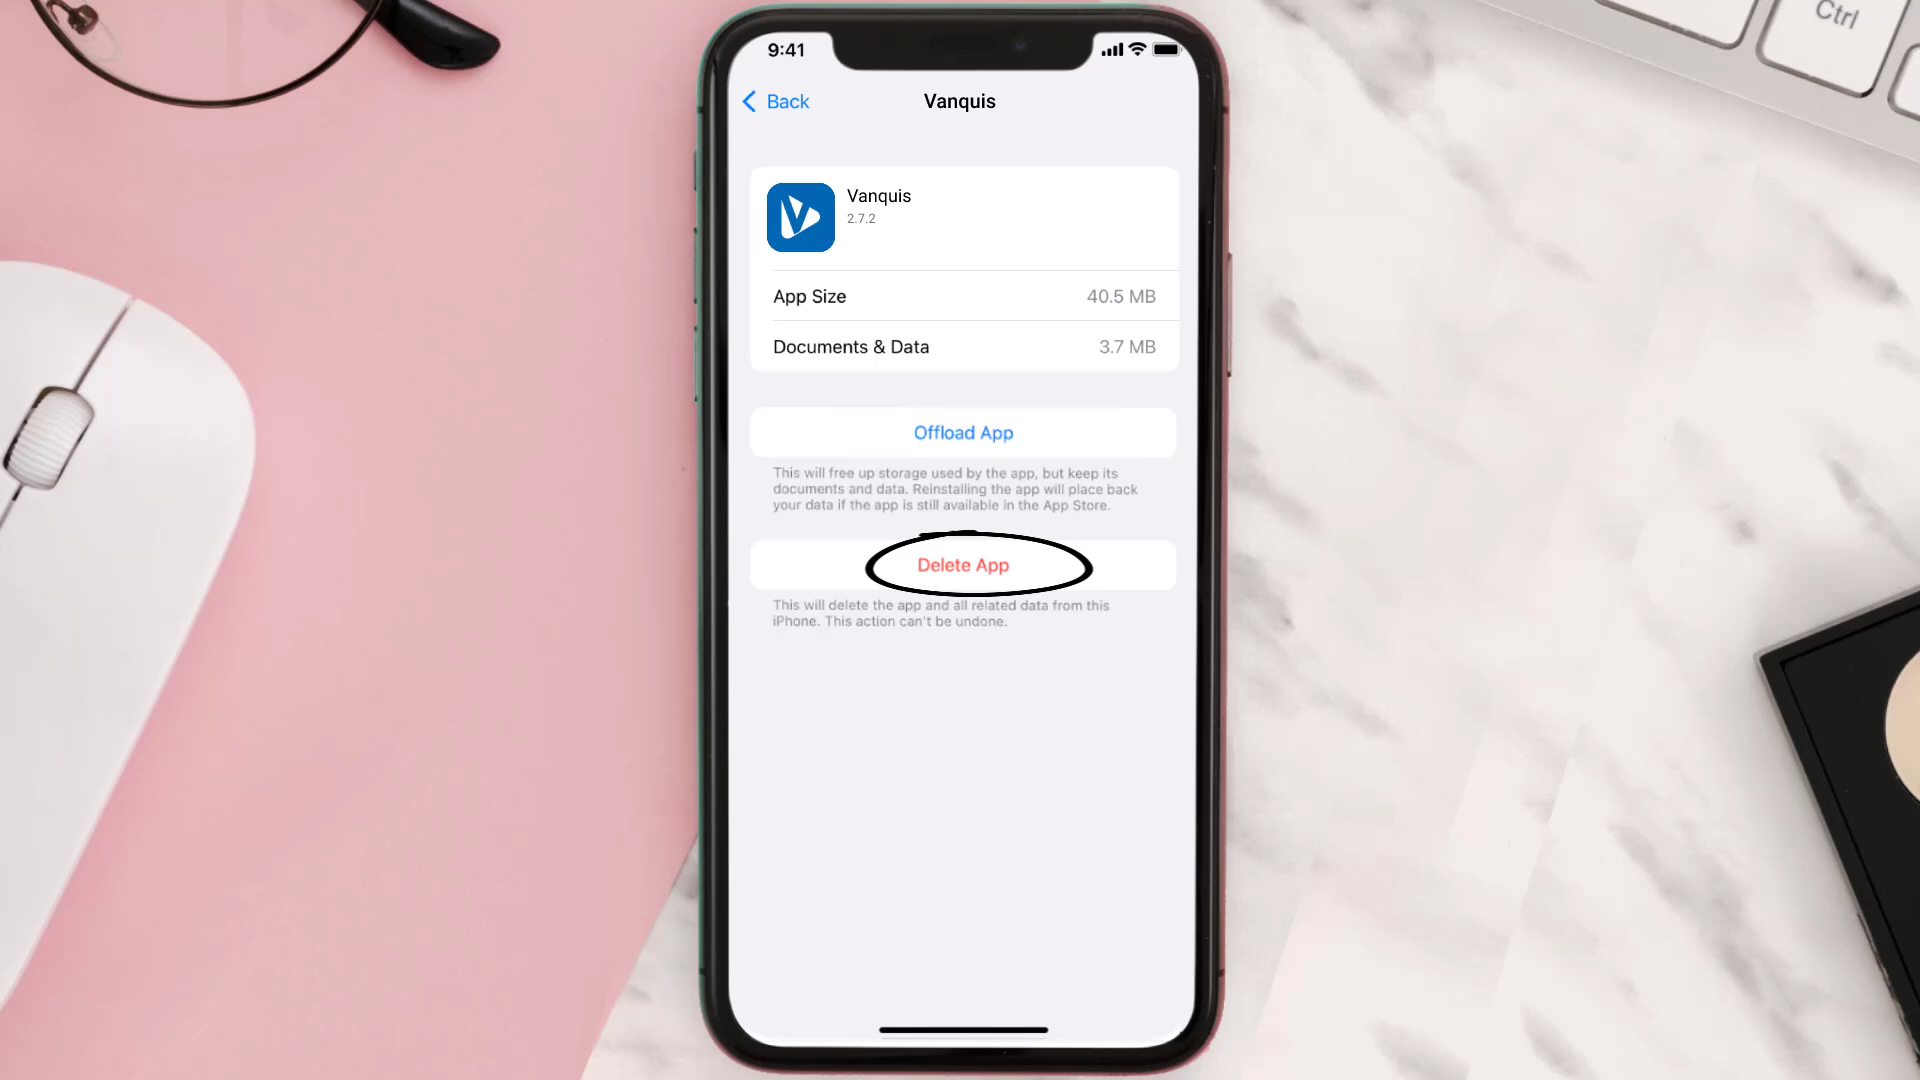 Ctrl
9:41
Back
Vanquis
Vanquis
2.7.2
App Size
40.5 MB
Documents & Data
3.7 MB
Offload App
This will free up storage used by the app, but keep its
documents and data. Reinstalling the app will place back
your data if the app is still available in the App Store.
Delete App
This will delete the app and all related data from this
iPhone. This action can't be undone.